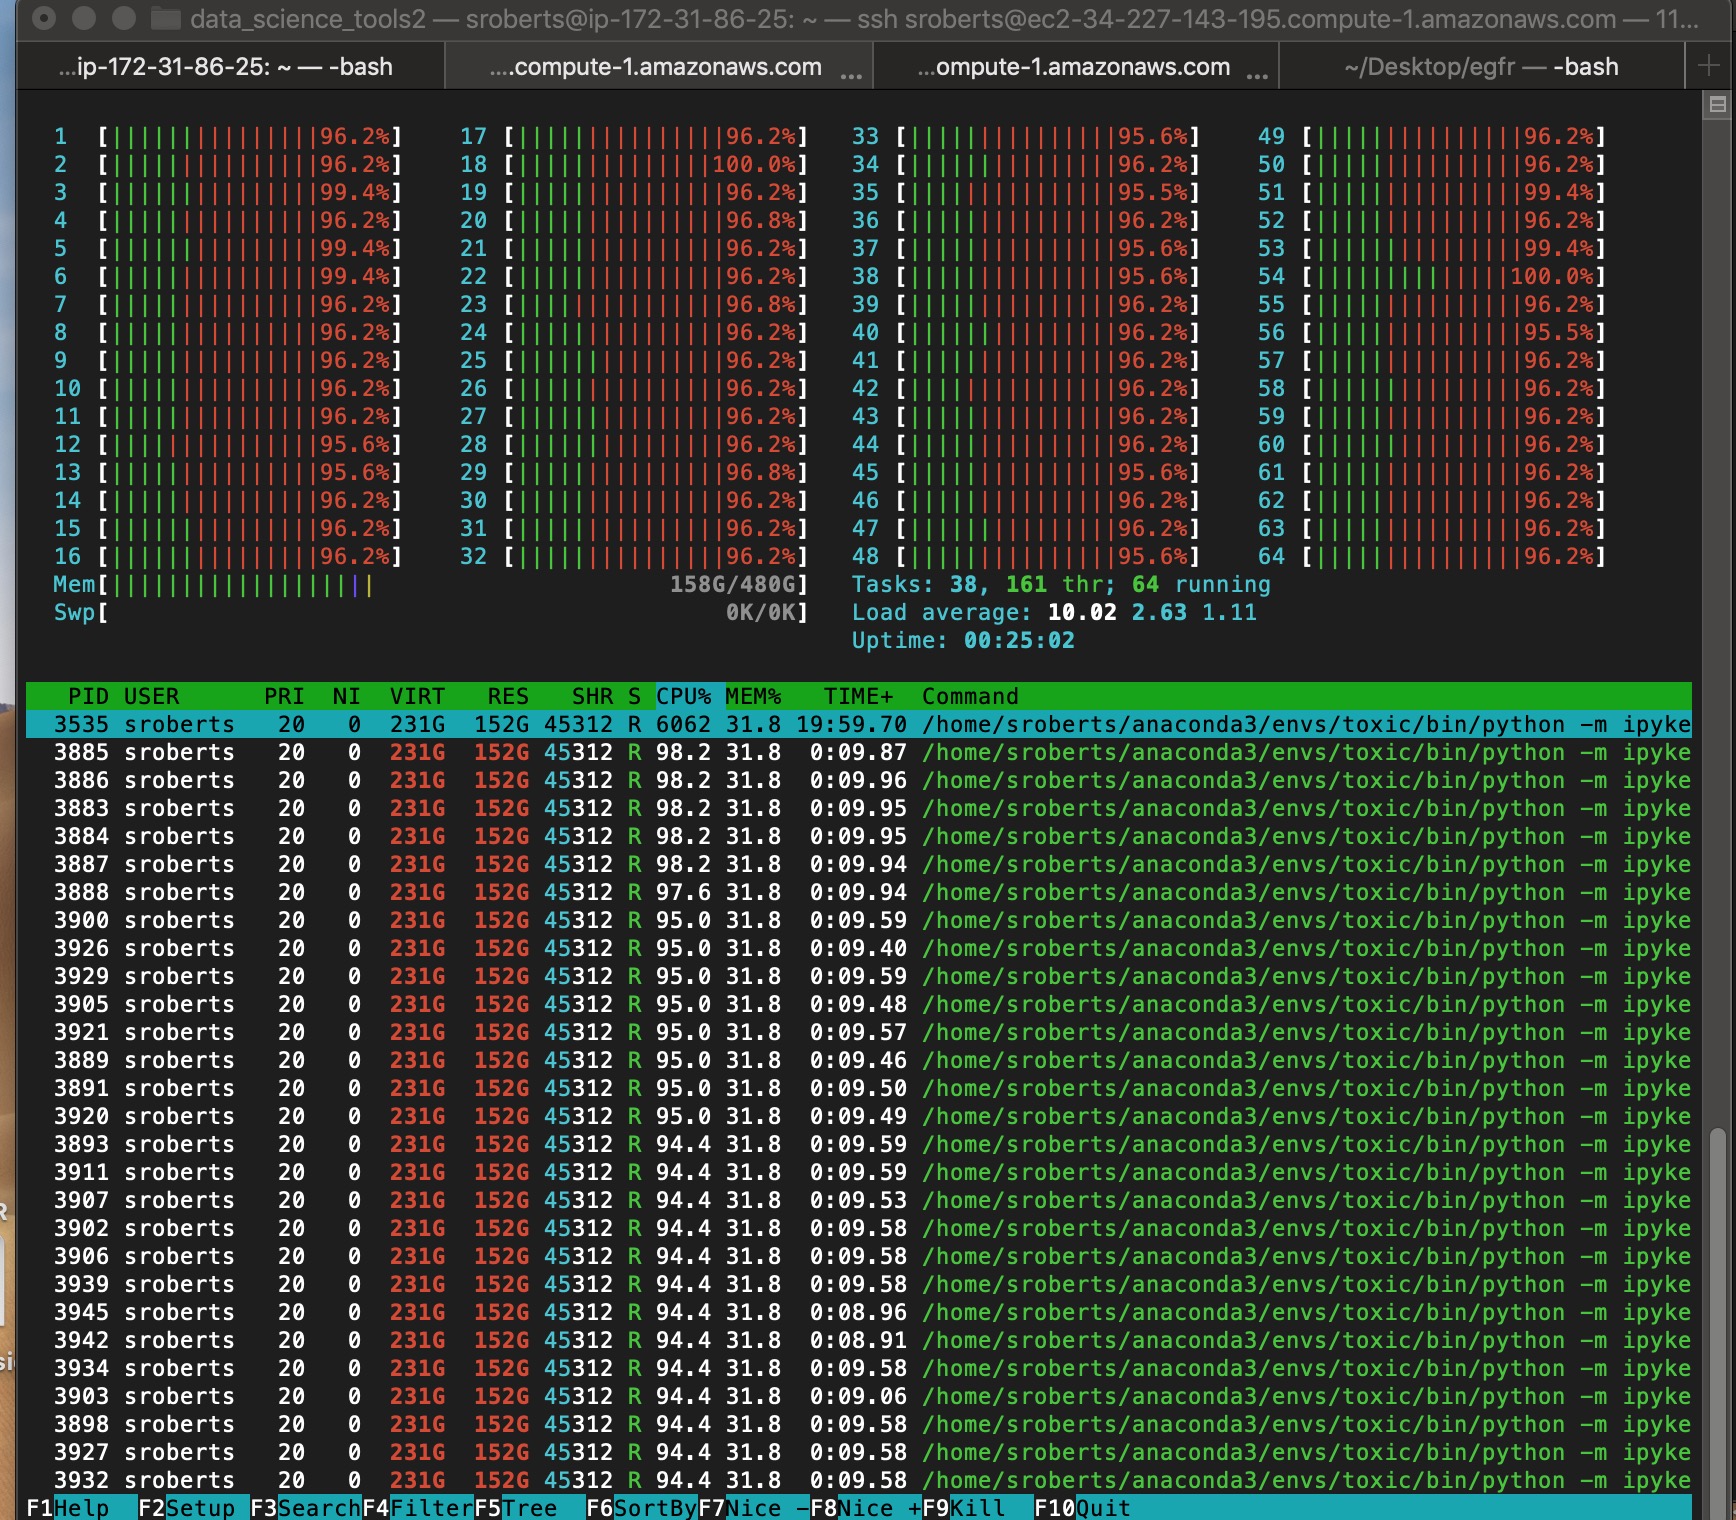 data_science_tools2 — sroberts@ip-172-31-86-25: ~ — ssh sroberts@ec2-34-227-143-195.compute-1.amazonaws.com — 11...
...ip-172-31-86-25: ~ — -bash ....compute-1.amazonaws.com ... ...ompute-1.amazonaws.com ... ~/Desktop/egfr — -bash +
1 [||||||||||||||||96.2%] 17 [||||||||||||||||96.2%] 33 [||||||||||||||||95.6%] 49 [||||||||||||||||96.2%]
2 [||||||||||||||||96.2%] 18 [|||||||||||||||100.0%] 34 [||||||||||||||||96.2%] 50 [||||||||||||||||96.2%]
3 [||||||||||||||||99.4%] 19 [||||||||||||||||96.2%] 35 [||||||||||||||||95.5%] 51 [||||||||||||||||99.4%]
4 [||||||||||||||||96.2%] 20 [||||||||||||||||96.8%] 36 [||||||||||||||||96.2%] 52 [||||||||||||||||96.2%]
5 [||||||||||||||||99.4%] 21 [||||||||||||||||96.2%] 37 [||||||||||||||||95.6%] 53 [||||||||||||||||99.4%]
6 [||||||||||||||||99.4%] 22 [||||||||||||||||96.2%] 38 [||||||||||||||||95.6%] 54 [|||||||||||||||100.0%]
7 [||||||||||||||||96.2%] 23 [||||||||||||||||96.8%] 39 [||||||||||||||||96.2%] 55 [||||||||||||||||96.2%]
8 [||||||||||||||||96.2%] 24 [||||||||||||||||96.2%] 40 [||||||||||||||||96.2%] 56 [||||||||||||||||95.5%]
9 [||||||||||||||||96.2%] 25 [||||||||||||||||96.2%] 41 [||||||||||||||||96.2%] 57 [||||||||||||||||96.2%]
10 [||||||||||||||||96.2%] 26 [||||||||||||||||96.2%] 42 [||||||||||||||||96.2%] 58 [||||||||||||||||96.2%]
11 [||||||||||||||||96.2%] 27 [||||||||||||||||96.2%] 43 [||||||||||||||||96.2%] 59 [||||||||||||||||96.2%]
12 [||||||||||||||||95.6%] 28 [||||||||||||||||96.2%] 44 [||||||||||||||||96.2%] 60 [||||||||||||||||96.2%]
13 [||||||||||||||||95.6%] 29 [||||||||||||||||96.8%] 45 [||||||||||||||||95.6%] 61 [||||||||||||||||96.2%]
14 [||||||||||||||||96.2%] 30 [||||||||||||||||96.2%] 46 [||||||||||||||||96.2%] 62 [||||||||||||||||96.2%]
15 [||||||||||||||||96.2%] 31 [||||||||||||||||96.2%] 47 [||||||||||||||||96.2%] 63 [||||||||||||||||96.2%]
16 [||||||||||||||||96.2%] 32 [||||||||||||||||96.2%] 48 [||||||||||||||||95.6%] 64 [||||||||||||||||96.2%]
Mem[||||||||||||||||||| 158G/480G] Tasks: 38, 161 thr; 64 running
Swp[ 0K/0K] Load average: 10.02 2.63 1.11
Uptime: 00:25:02
PID USER PRI NI VIRT RES SHR S CPU% MEM% TIME+ Command
3535 sroberts 20 0 231G 152G 45312 R 6062 31.8 19:59.70 /home/sroberts/anaconda3/envs/toxic/bin/python -m ipyke
3885 sroberts 20 0 231G 152G 45312 R 98.2 31.8 0:09.87 /home/sroberts/anaconda3/envs/toxic/bin/python -m ipyke
3886 sroberts 20 0 231G 152G 45312 R 98.2 31.8 0:09.96 /home/sroberts/anaconda3/envs/toxic/bin/python -m ipyke
3883 sroberts 20 0 231G 152G 45312 R 98.2 31.8 0:09.95 /home/sroberts/anaconda3/envs/toxic/bin/python -m ipyke
3884 sroberts 20 0 231G 152G 45312 R 98.2 31.8 0:09.95 /home/sroberts/anaconda3/envs/toxic/bin/python -m ipyke
3887 sroberts 20 0 231G 152G 45312 R 98.2 31.8 0:09.94 /home/sroberts/anaconda3/envs/toxic/bin/python -m ipyke
3888 sroberts 20 0 231G 152G 45312 R 97.6 31.8 0:09.94 /home/sroberts/anaconda3/envs/toxic/bin/python -m ipyke
3900 sroberts 20 0 231G 152G 45312 R 95.0 31.8 0:09.59 /home/sroberts/anaconda3/envs/toxic/bin/python -m ipyke
3926 sroberts 20 0 231G 152G 45312 R 95.0 31.8 0:09.40 /home/sroberts/anaconda3/envs/toxic/bin/python -m ipyke
3929 sroberts 20 0 231G 152G 45312 R 95.0 31.8 0:09.59 /home/sroberts/anaconda3/envs/toxic/bin/python -m ipyke
3905 sroberts 20 0 231G 152G 45312 R 95.0 31.8 0:09.48 /home/sroberts/anaconda3/envs/toxic/bin/python -m ipyke
3921 sroberts 20 0 231G 152G 45312 R 95.0 31.8 0:09.57 /home/sroberts/anaconda3/envs/toxic/bin/python -m ipyke
3889 sroberts 20 0 231G 152G 45312 R 95.0 31.8 0:09.46 /home/sroberts/anaconda3/envs/toxic/bin/python -m ipyke
3891 sroberts 20 0 231G 152G 45312 R 95.0 31.8 0:09.50 /home/sroberts/anaconda3/envs/toxic/bin/python -m ipyke
3920 sroberts 20 0 231G 152G 45312 R 95.0 31.8 0:09.49 /home/sroberts/anaconda3/envs/toxic/bin/python -m ipyke
3893 sroberts 20 0 231G 152G 45312 R 94.4 31.8 0:09.59 /home/sroberts/anaconda3/envs/toxic/bin/python -m ipyke
3911 sroberts 20 0 231G 152G 45312 R 94.4 31.8 0:09.59 /home/sroberts/anaconda3/envs/toxic/bin/python -m ipyke
3907 sroberts 20 0 231G 152G 45312 R 94.4 31.8 0:09.53 /home/sroberts/anaconda3/envs/toxic/bin/python -m ipyke
3902 sroberts 20 0 231G 152G 45312 R 94.4 31.8 0:09.58 /home/sroberts/anaconda3/envs/toxic/bin/python -m ipyke
3906 sroberts 20 0 231G 152G 45312 R 94.4 31.8 0:09.58 /home/sroberts/anaconda3/envs/toxic/bin/python -m ipyke
3939 sroberts 20 0 231G 152G 45312 R 94.4 31.8 0:09.58 /home/sroberts/anaconda3/envs/toxic/bin/python -m ipyke
3945 sroberts 20 0 231G 152G 45312 R 94.4 31.8 0:08.96 /home/sroberts/anaconda3/envs/toxic/bin/python -m ipyke
3942 sroberts 20 0 231G 152G 45312 R 94.4 31.8 0:08.91 /home/sroberts/anaconda3/envs/toxic/bin/python -m ipyke
3934 sroberts 20 0 231G 152G 45312 R 94.4 31.8 0:09.58 /home/sroberts/anaconda3/envs/toxic/bin/python -m ipyke
3903 sroberts 20 0 231G 152G 45312 R 94.4 31.8 0:09.06 /home/sroberts/anaconda3/envs/toxic/bin/python -m ipyke
3898 sroberts 20 0 231G 152G 45312 R 94.4 31.8 0:09.58 /home/sroberts/anaconda3/envs/toxic/bin/python -m ipyke
3927 sroberts 20 0 231G 152G 45312 R 94.4 31.8 0:09.58 /home/sroberts/anaconda3/envs/toxic/bin/python -m ipyke
3932 sroberts 20 0 231G 152G 45312 R 94.4 31.8 0:09.58 /home/sroberts/anaconda3/envs/toxic/bin/python -m ipyke
F1Help F2Setup F3SearchF4FilterF5Tree F6SortByF7Nice -F8Nice +F9Kill F10Quit